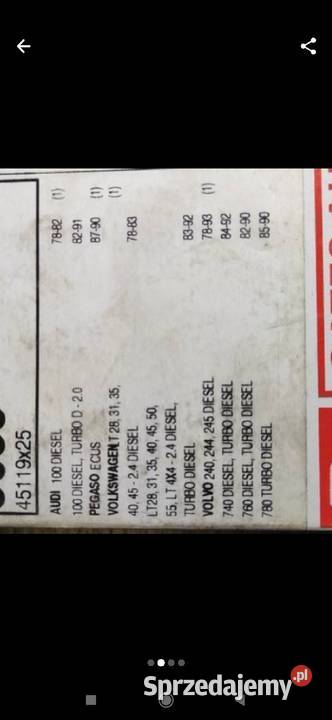 45119x25
AUDI 100 DIESEL 78-82 (1)
100 DIESEL, TURBO D - 2.0 82-91
PEGASO ECUS 87-90 (1)
VOLKSWAGEN LT 28, 31, 35, (1)
40, 45 - 2.4 DIESEL 78-83
LT28, 31, 35, 40, 45, 50,
55, LT 4X4 - 2.4 DIESEL,
TURBO DIESEL 83-92
VOLVO 240, 244, 245 DIESEL 78-93 (1)
740 DIESEL, TURBO DIESEL 84-92
760 DIESEL, TURBO DIESEL 82-90
780 TURBO DIESEL 85-90
Sprzedajemy.pl